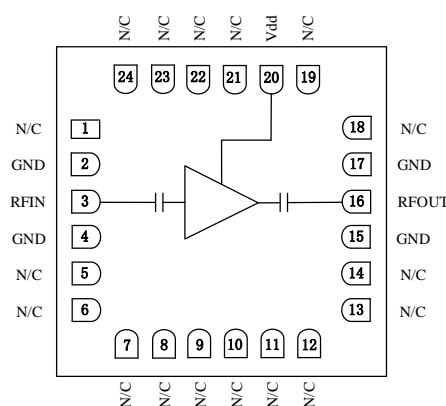 N/C N/C N/C N/C Vdd N/C
24 23 22 21 20 19
N/C 1 18 N/C
GND 2 17 GND
RFIN 3 16 RFOUT
GND 4 15 GND
N/C 5 14 N/C
N/C 6 13 N/C
7 8 9 10 11 12
N/C N/C N/C N/C N/C N/C